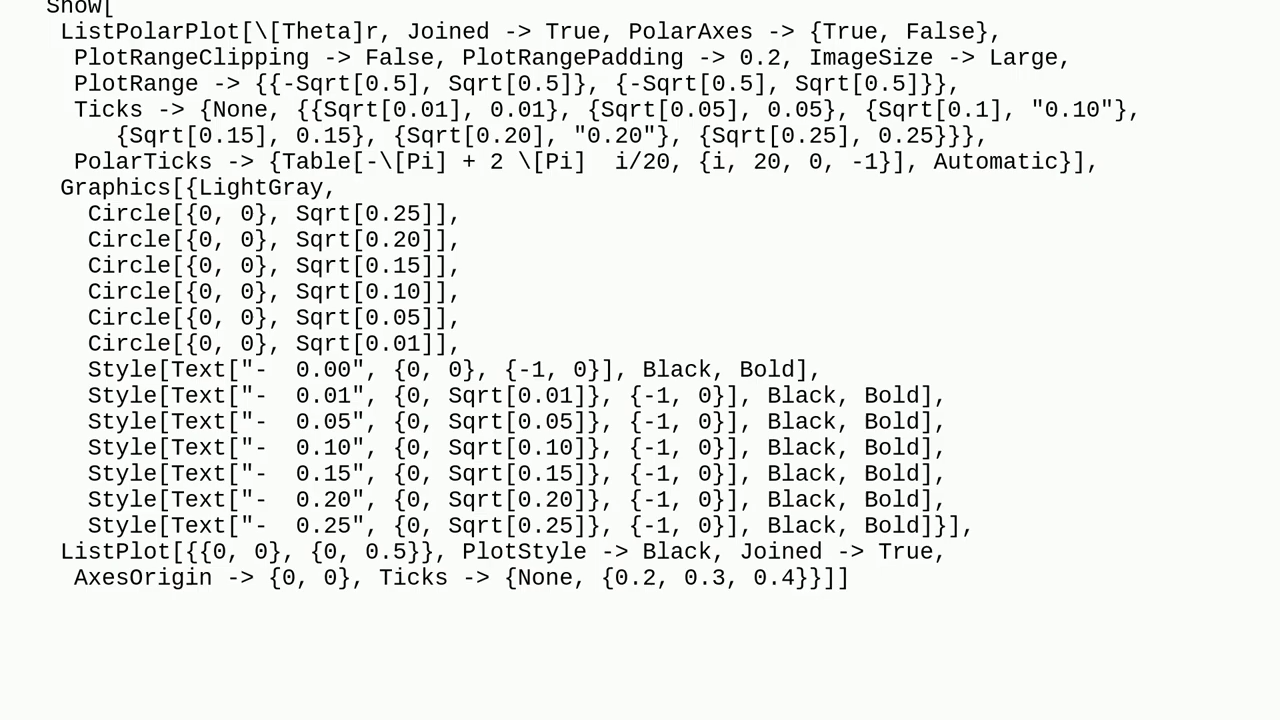 Show[
ListPolarPlot[\[Theta]r, Joined -> True, PolarAxes -> {True, False},
PlotRangeClipping -> False, PlotRangePadding -> 0.2, ImageSize -> Large,
PlotRange -> {{-Sqrt[0.5], Sqrt[0.5]}, {-Sqrt[0.5], Sqrt[0.5]}},
Ticks -> {None, {{Sqrt[0.01], 0.01}, {Sqrt[0.05], 0.05}, {Sqrt[0.1], "0.10"},
{Sqrt[0.15], 0.15}, {Sqrt[0.20], "0.20"}, {Sqrt[0.25], 0.25}}},
PolarTicks -> {Table[-\[Pi] + 2 \[Pi]  i/20, {i, 20, 0, -1}], Automatic}],
Graphics[{LightGray,
Circle[{0, 0}, Sqrt[0.25]],
Circle[{0, 0}, Sqrt[0.20]],
Circle[{0, 0}, Sqrt[0.15]],
Circle[{0, 0}, Sqrt[0.10]],
Circle[{0, 0}, Sqrt[0.05]],
Circle[{0, 0}, Sqrt[0.01]],
Style[Text["-  0.00", {0, 0}, {-1, 0}], Black, Bold],
Style[Text["-  0.01", {0, Sqrt[0.01]}, {-1, 0}], Black, Bold],
Style[Text["-  0.05", {0, Sqrt[0.05]}, {-1, 0}], Black, Bold],
Style[Text["-  0.10", {0, Sqrt[0.10]}, {-1, 0}], Black, Bold],
Style[Text["-  0.15", {0, Sqrt[0.15]}, {-1, 0}], Black, Bold],
Style[Text["-  0.20", {0, Sqrt[0.20]}, {-1, 0}], Black, Bold],
Style[Text["-  0.25", {0, Sqrt[0.25]}, {-1, 0}], Black, Bold]}],
ListPlot[{{0, 0}, {0, 0.5}}, PlotStyle -> Black, Joined -> True,
AxesOrigin -> {0, 0}, Ticks -> {None, {0.2, 0.3, 0.4}}]]